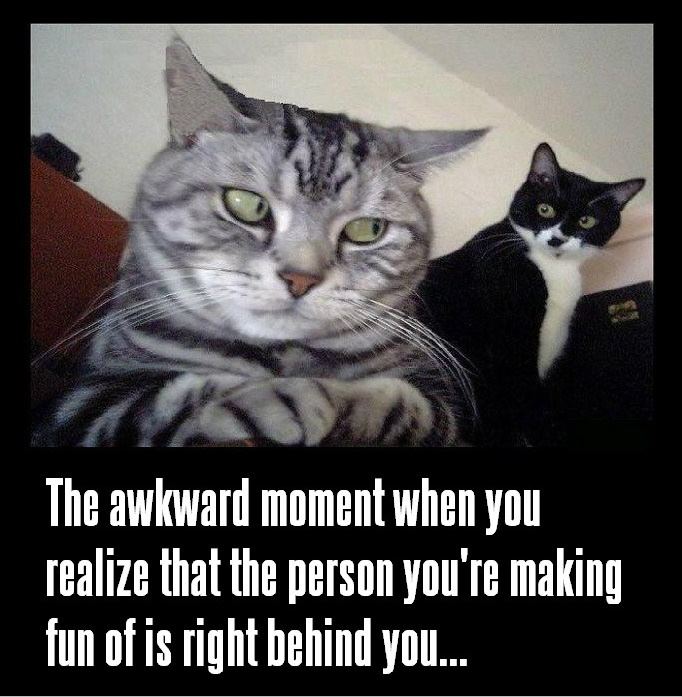 The awkward moment when you
realize that the person you're making
fun of is right behind you...